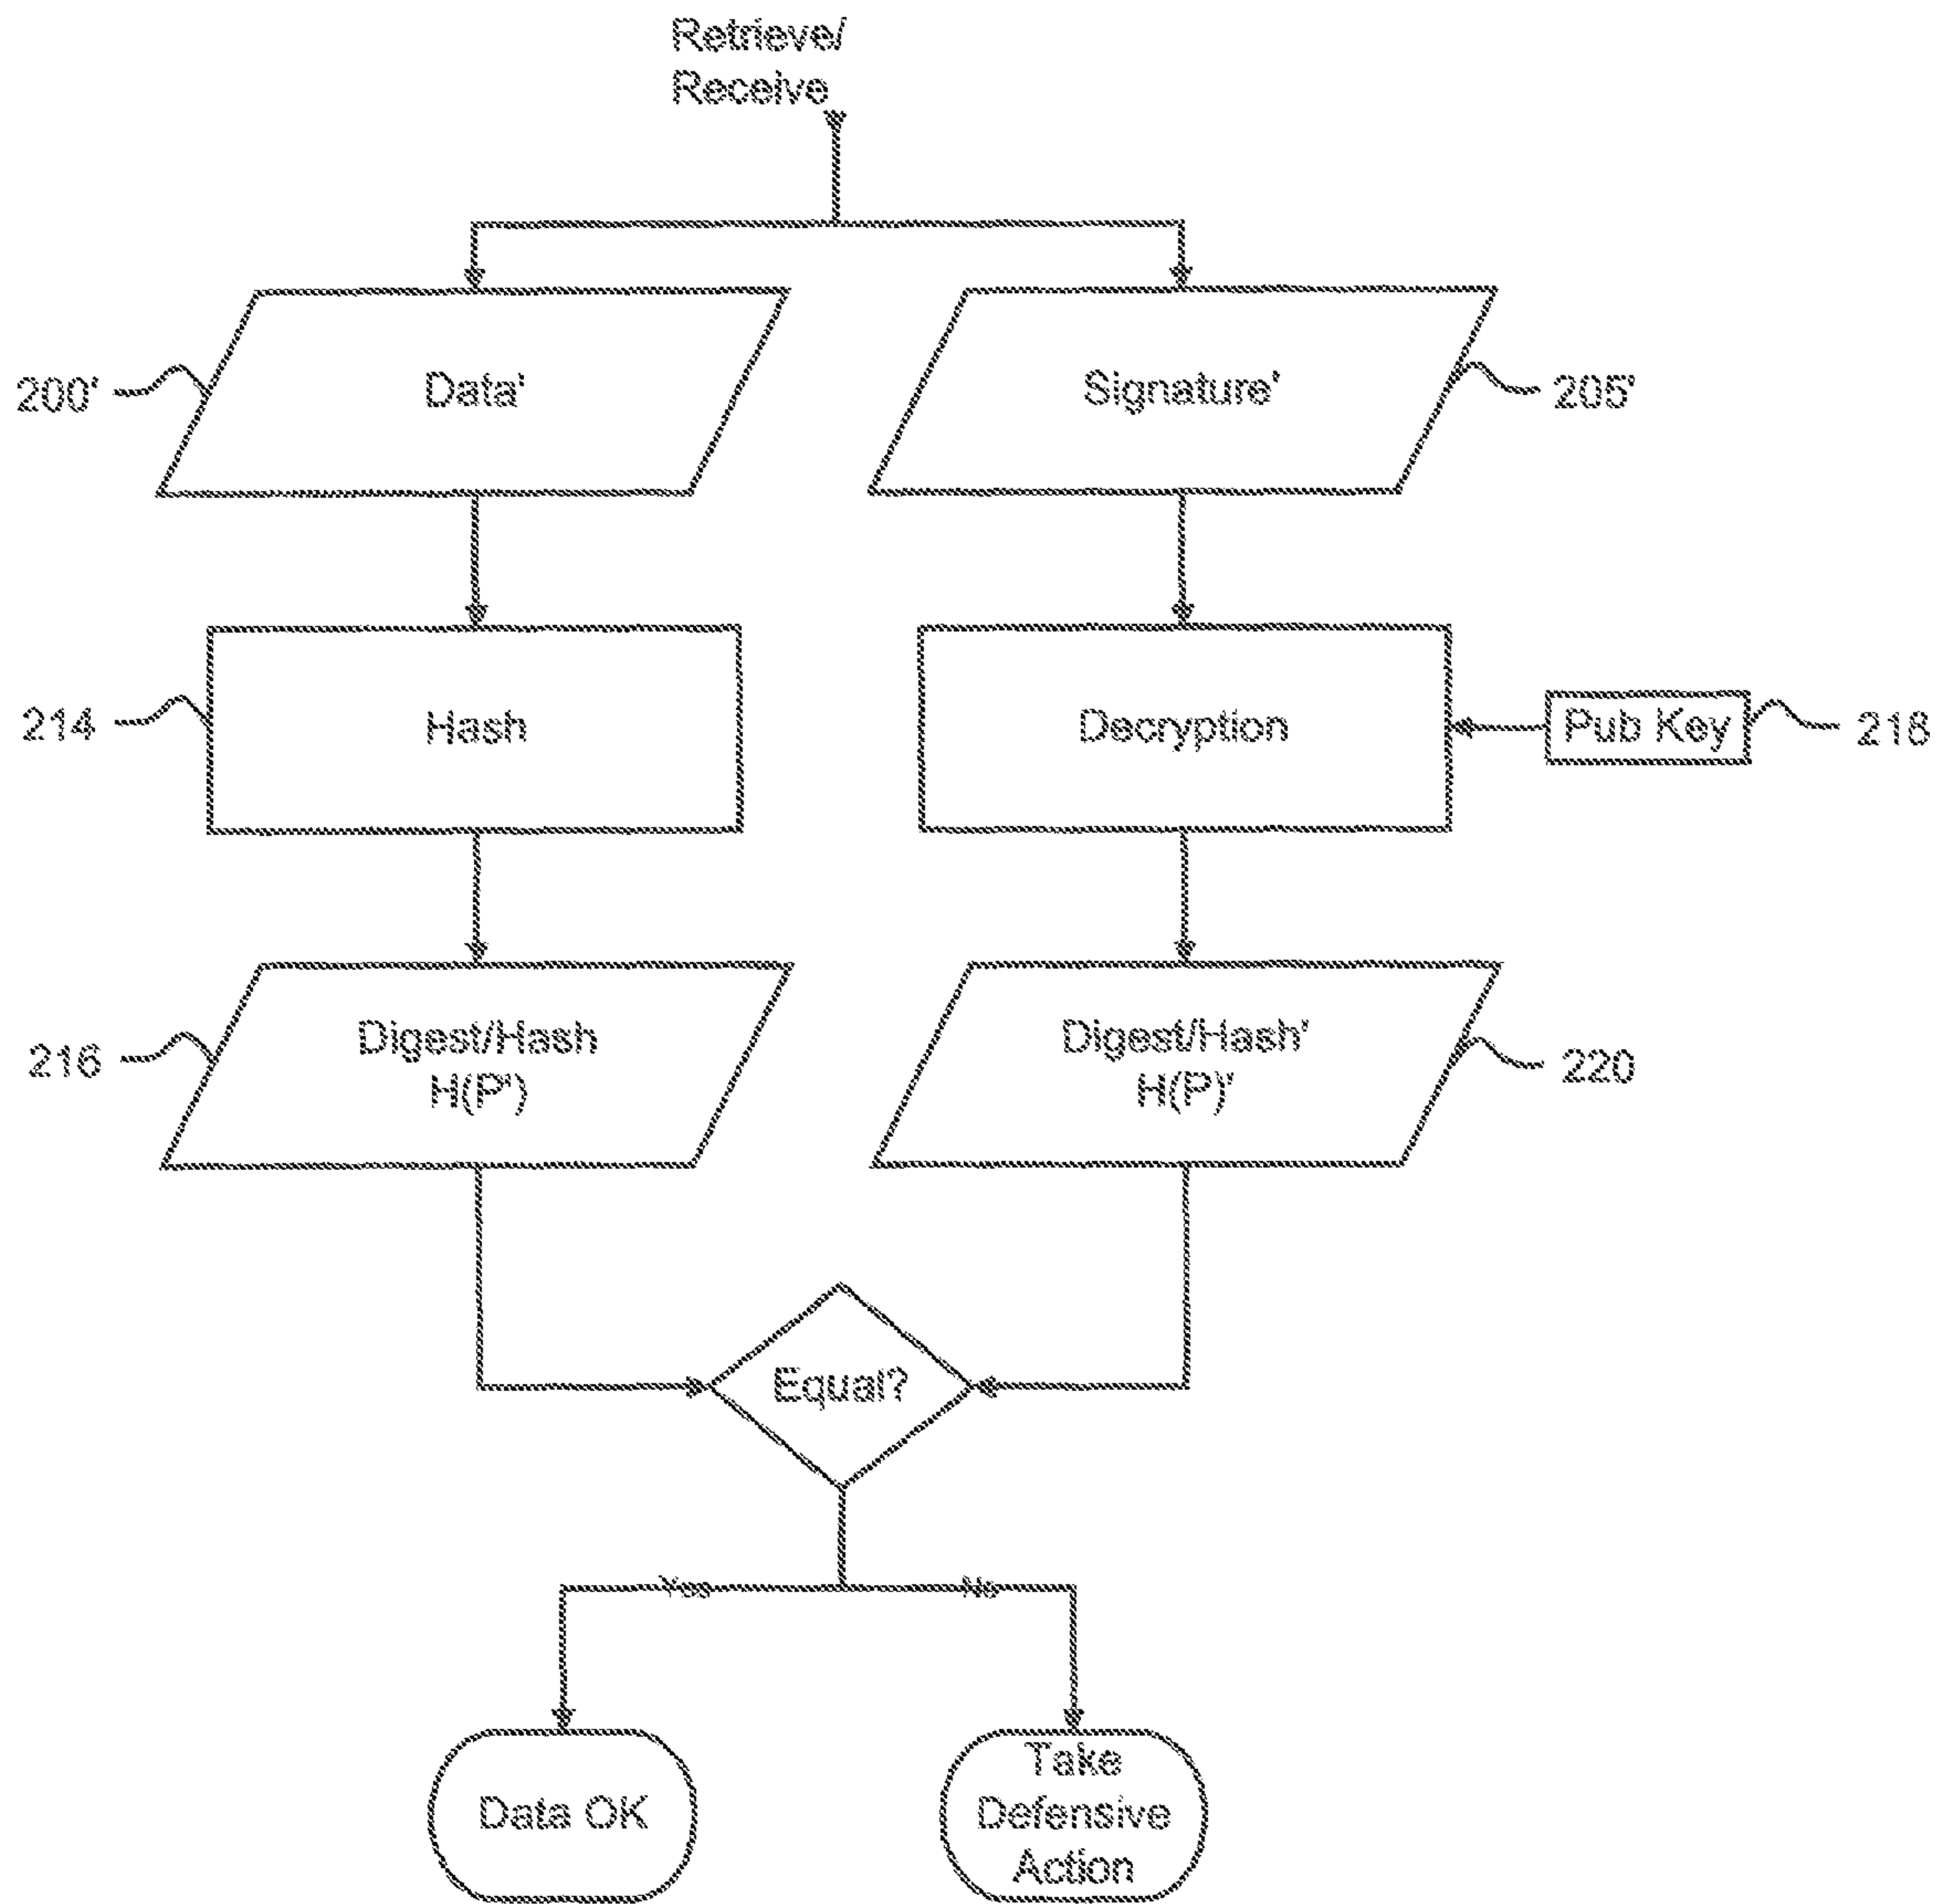 Retrieve/
Receive
200'
Data'
Signature'
205'
214
Hash
Decryption
Pub Key
218
216
Digest/Hash
H(P')
Digest/Hash'
H(P)'
220
Equal?
Yes
No
Data OK
Take
Defensive
Action